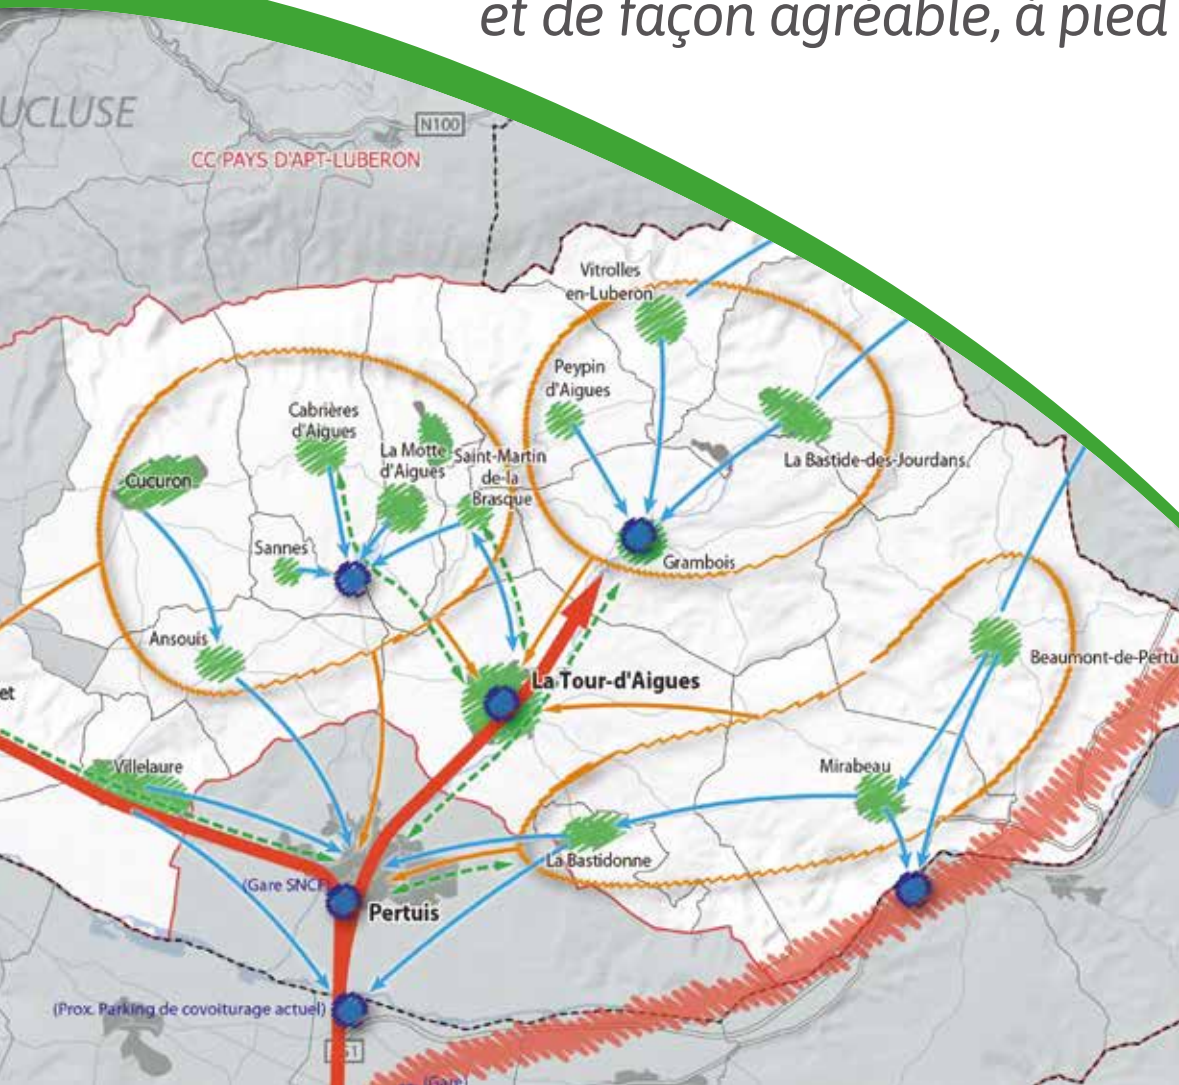 et de façon agréable, à pied
UCLUSE
N100
CC PAYS D'APT-LUBERON
Vitrolles
en-Luberon
Peypin
d'Aigues
Cabrières
d'Aigues
La Motte
d'Aigues
Saint-Martin
de-la
Brasque
La Bastide-des-Jourdans
Cucuron
Sannes
Grambois
Ansouis
Beaumont-de-Pertu
La Tour-d'Aigues
et
Villelaure
Mirabeau
La Bastidonne
(Gare SNCF)
Pertuis
(Prox. Parking de covoiturage actuel)
(Gare)